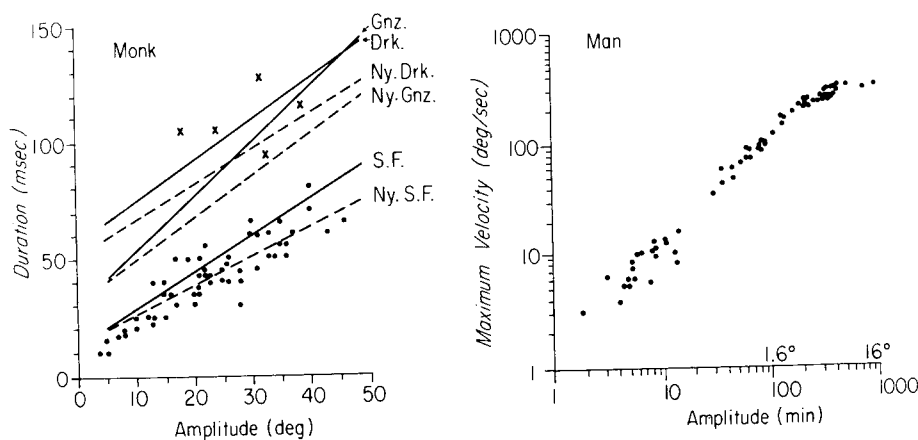 Monk
150
100
50
0
Duration (msec)
0 10 20 30 40 50
Amplitude (deg)
Gnz.
Drk.
Ny. Drk.
Ny. Gnz.
S.F.
Ny. S.F.
Man
1000
100
10
1
Maximum Velocity (deg/sec)
1.6° 16°
1 10 100 1000
Amplitude (min)